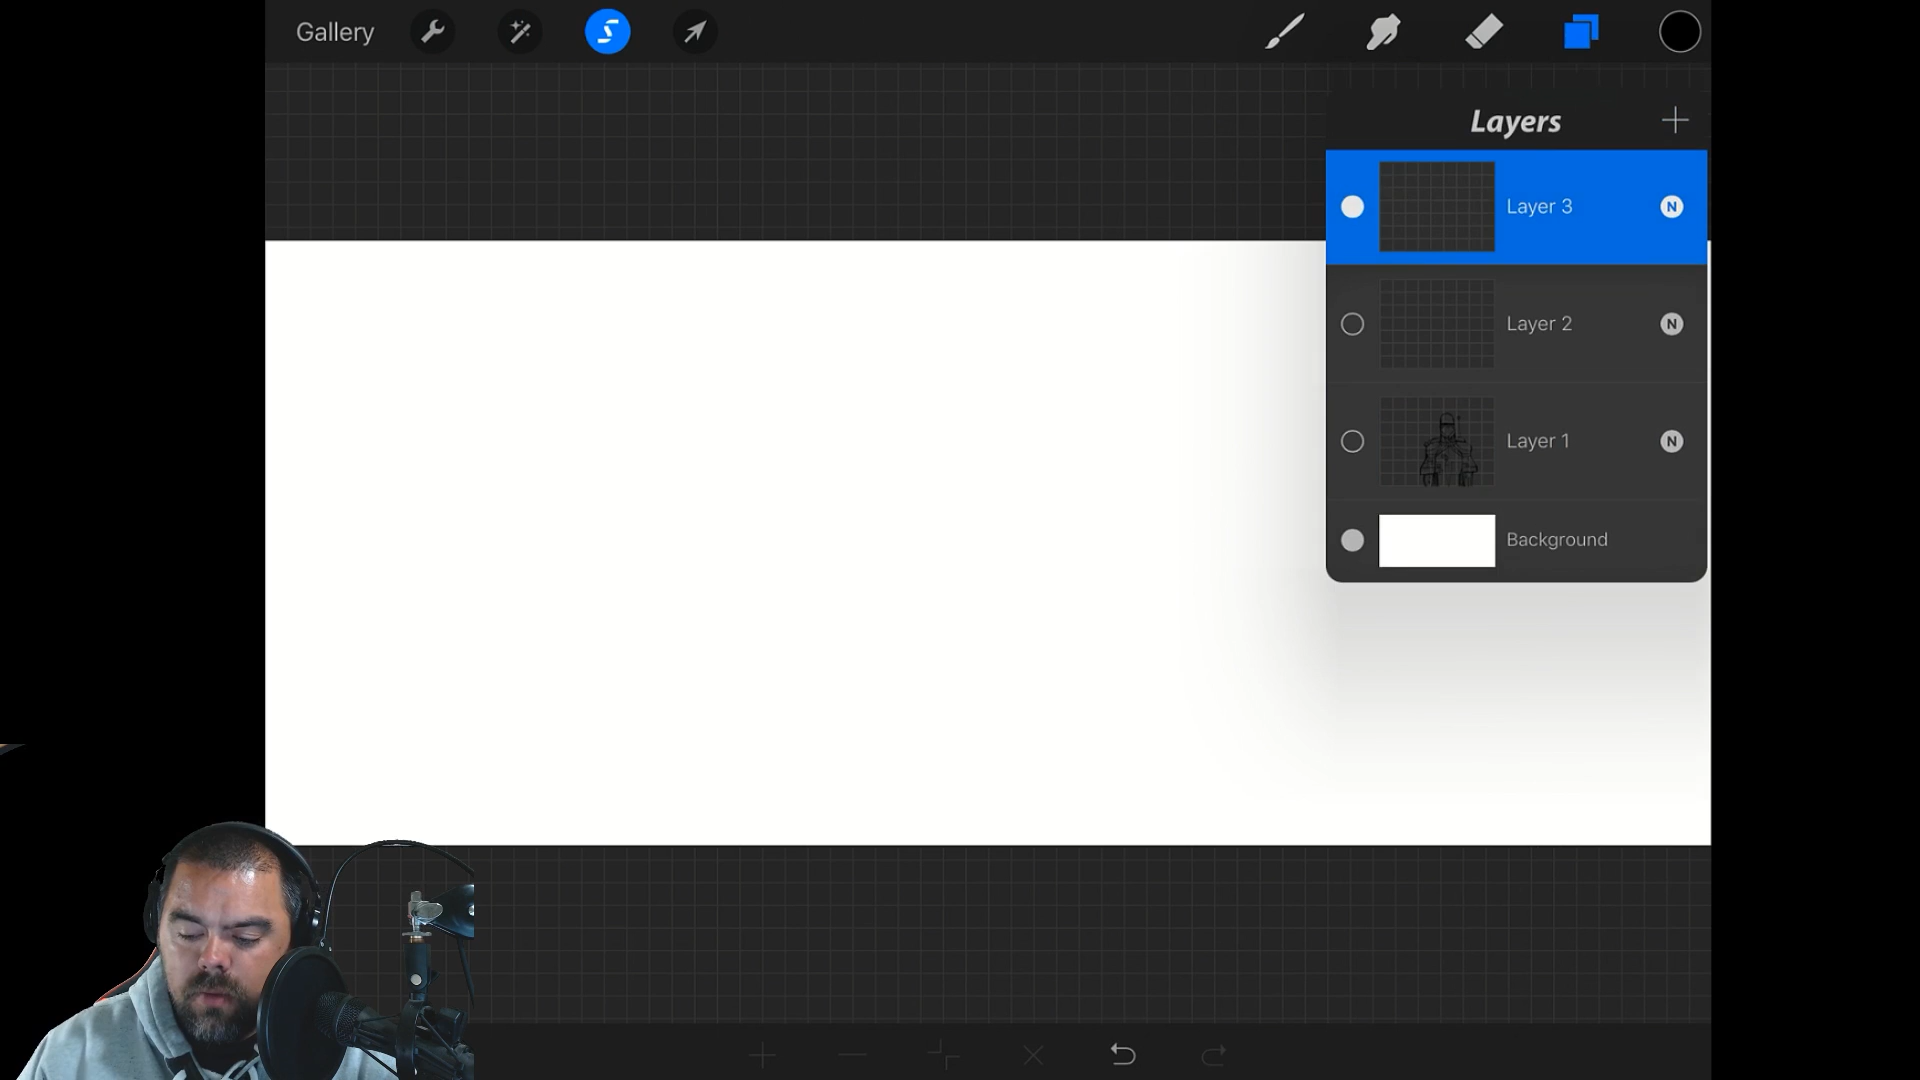 Gallery
Layers
Layer 3 N
Layer 2 N
Layer 1 N
Background